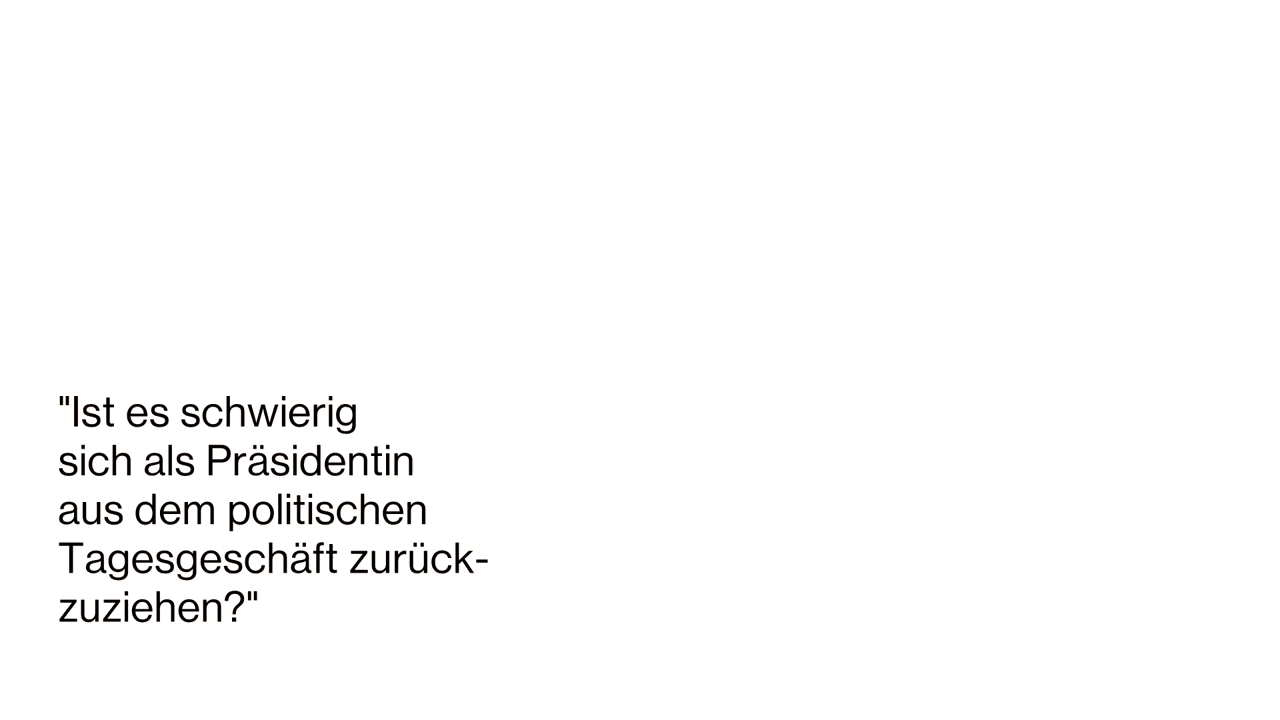 "Ist es schwierig
sich als Präsidentin
aus dem politischen
Tagesgeschäft zurück-
zuziehen?"